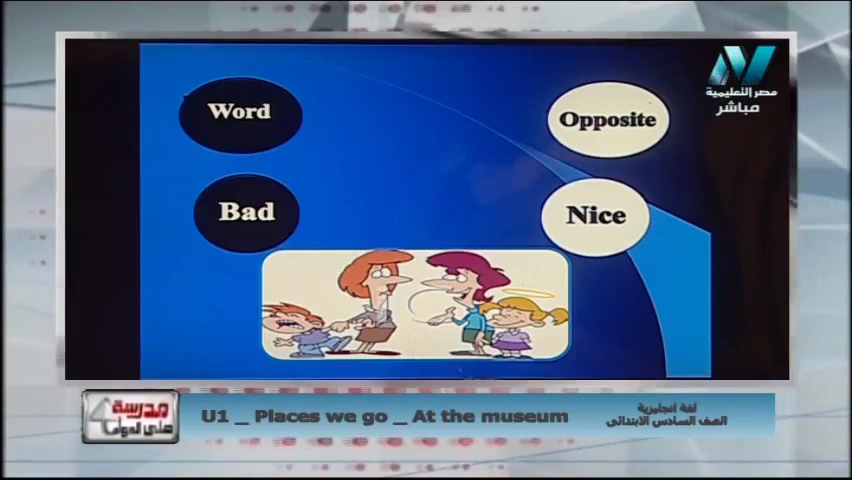 Word
Opposite
مصر التعليمية
مباشر
Bad
Nice
مدرسة
على الهواء
U1 _ Places we go _ At the museum
لغة انجليزية
الصف السادس الابتدائى